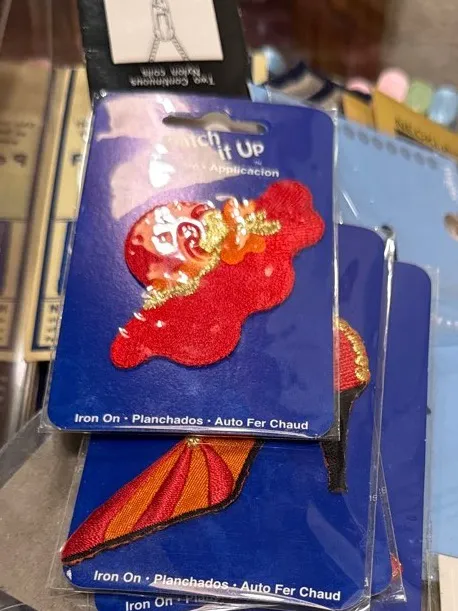 Two Continuous
Nylon coils
it Up
Applicacion
Iron On • Planchados • Auto Fer Chaud
Iron On • Planchados • Auto Fer Chaud